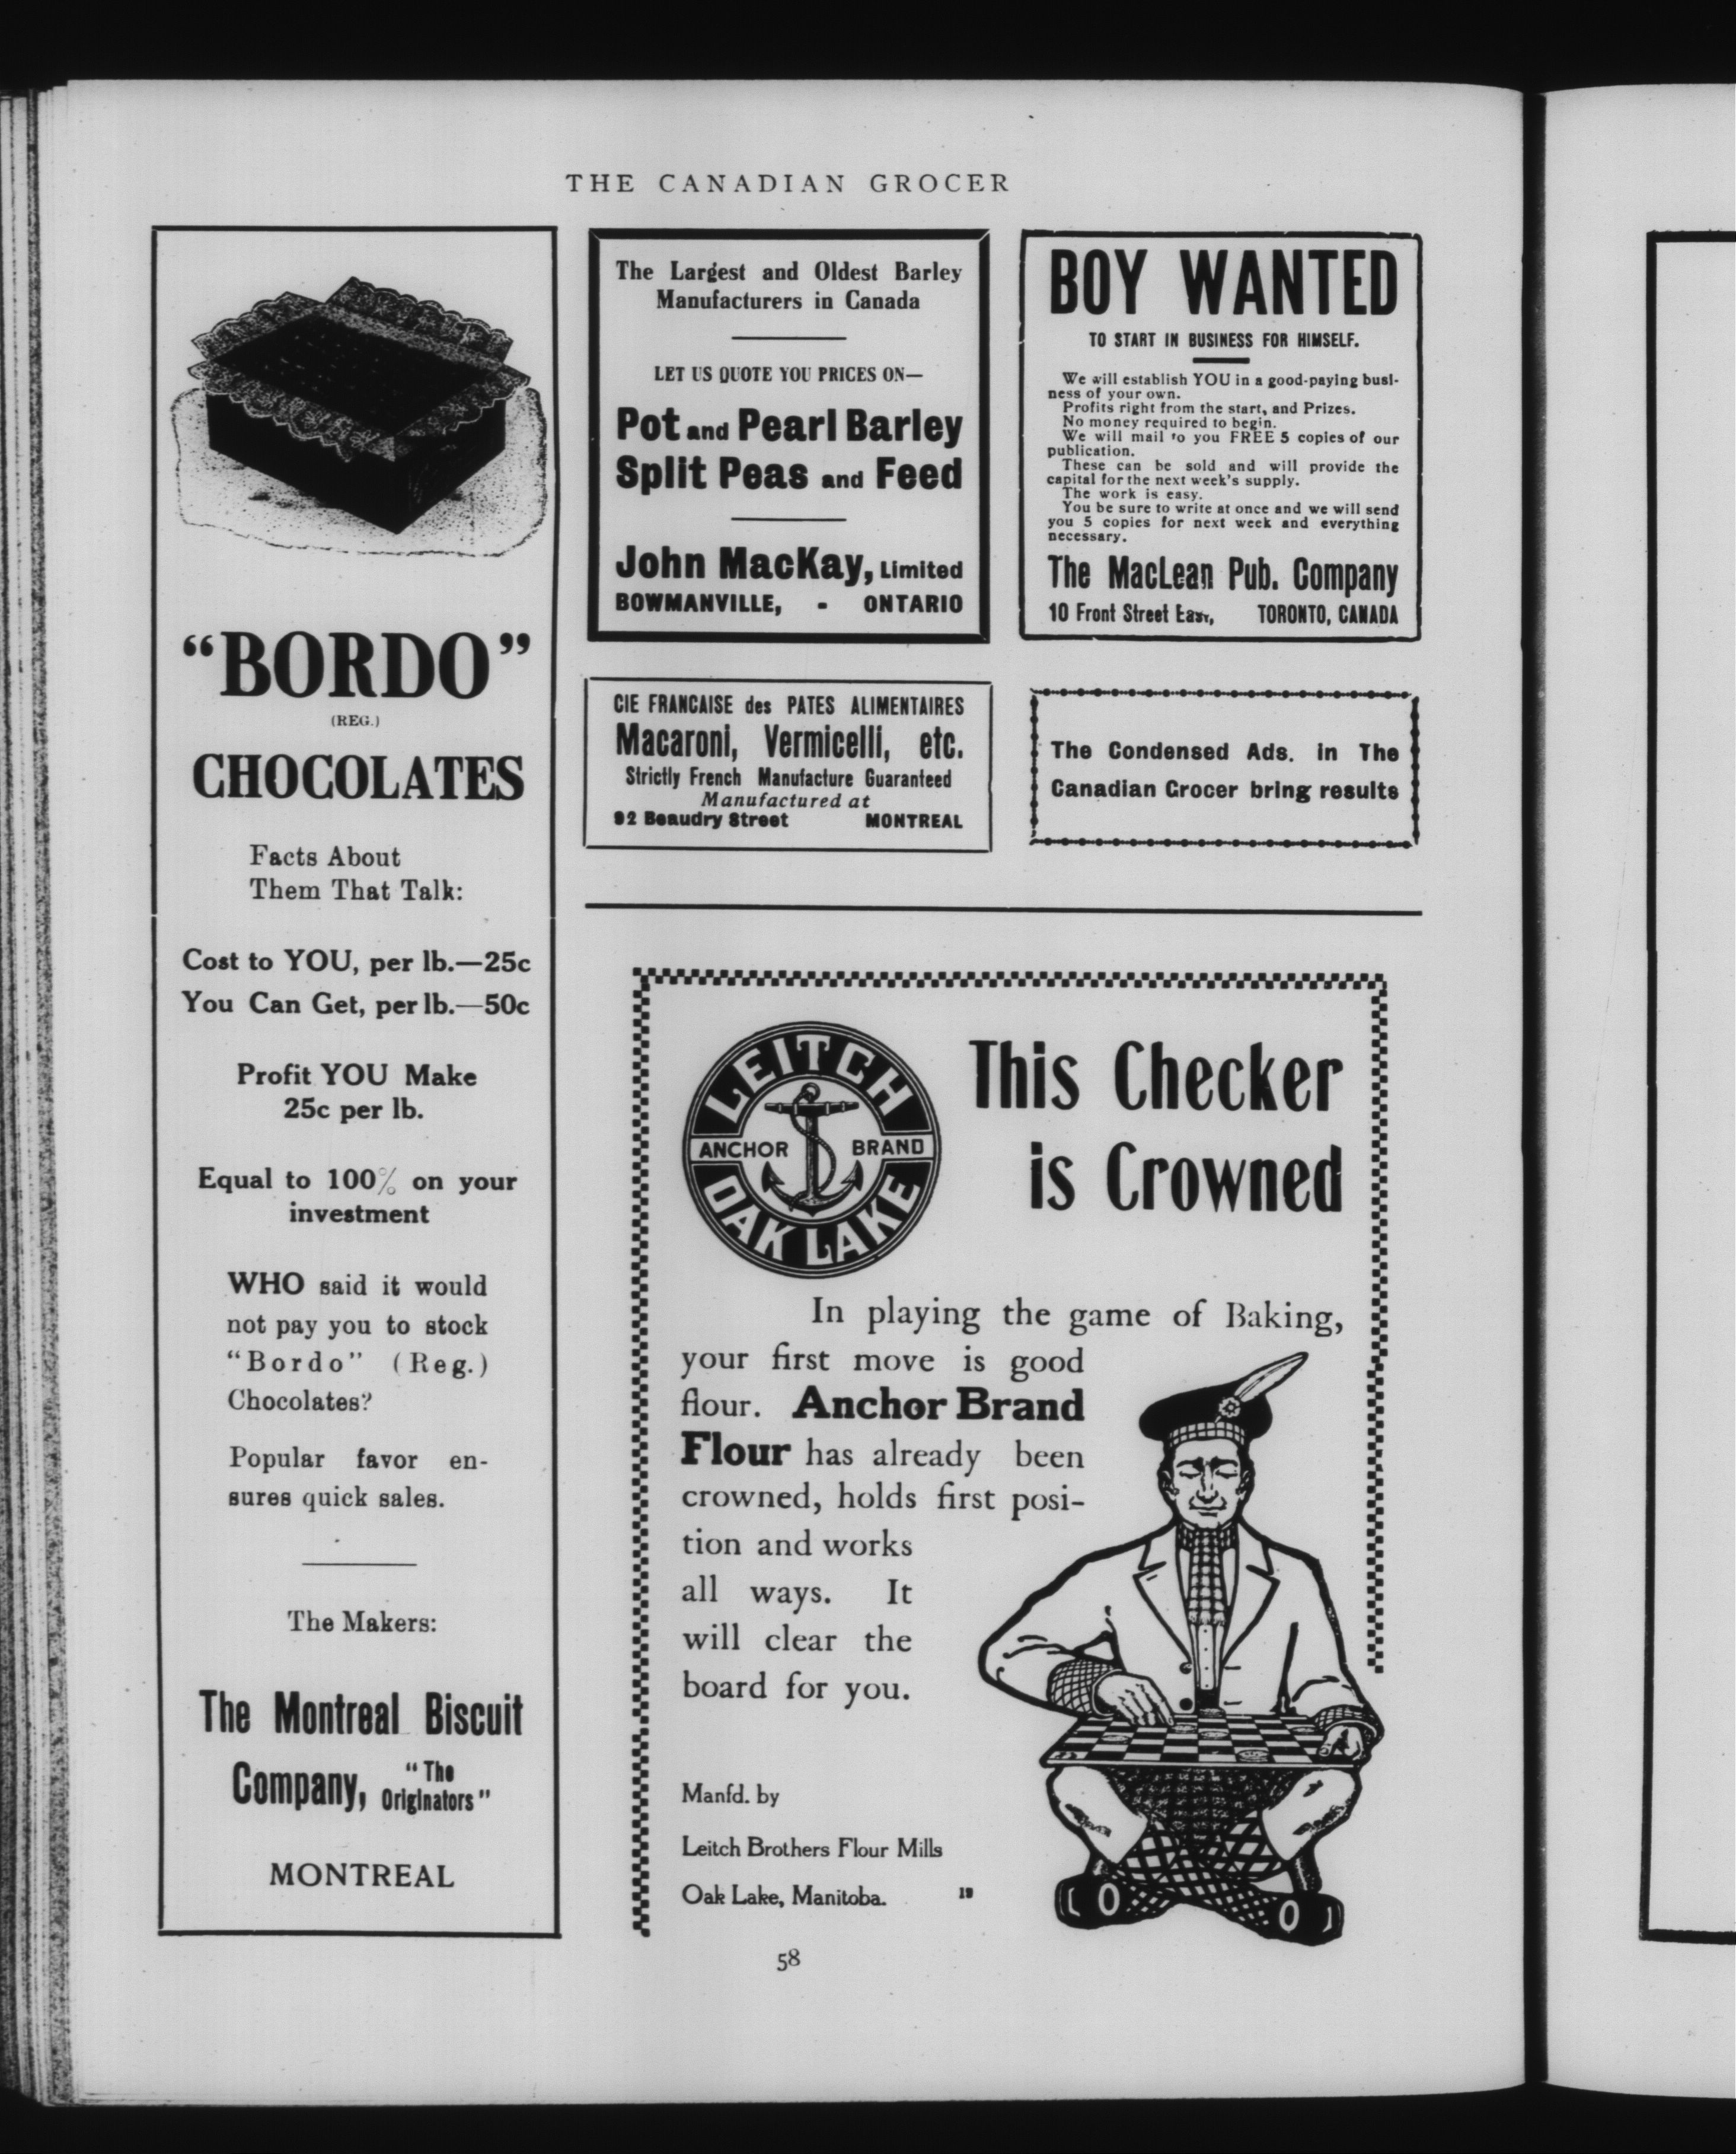 THE CANADIAN GROCER
"BORDO"
(REG.)
CHOCOLATES
Facts About
Them That Talk:
Cost to YOU, per lb.—25c
You Can Get, per lb.—50c
Profit YOU Make
25c per lb.
Equal to 100% on your
investment
WHO said it would
not pay you to stock
"Bordo" (Reg.)
Chocolates?
Popular favor en-
sures quick sales.
The Makers:
The Montreal Biscuit
Company, "The
Originators"
MONTREAL
The Largest and Oldest Barley
Manufacturers in Canada
LET US QUOTE YOU PRICES ON—
Pot and Pearl Barley
Split Peas and Feed
John MacKay, Limited
BOWMANVILLE, - ONTARIO
BOY WANTED
TO START IN BUSINESS FOR HIMSELF.
We will establish YOU in a good-paying busi-
ness of your own.
Profits right from the start, and Prizes.
No money required to begin.
We will mail to you FREE 5 copies of our
publication.
These can be sold and will provide the
capital for the next week's supply.
The work is easy.
You be sure to write at once and we will send
you 5 copies for next week and everything
necessary.
The MacLean Pub. Company
10 Front Street East, TORONTO, CANADA
CIE FRANCAISE des PATES ALIMENTAIRES
Macaroni, Vermicelli, etc.
Strictly French Manufacture Guaranteed
Manufactured at
92 Beaudry Street MONTREAL
The Condensed Ads. in The
Canadian Grocer bring results
LEITCH
ANCHOR BRAND
OAK LAKE
This Checker
is Crowned
In playing the game of Baking,
your first move is good
flour. Anchor Brand
Flour has already been
crowned, holds first posi-
tion and works
all ways. It
will clear the
board for you.
Manfd. by
Leitch Brothers Flour Mills
Oak Lake, Manitoba. 19
58